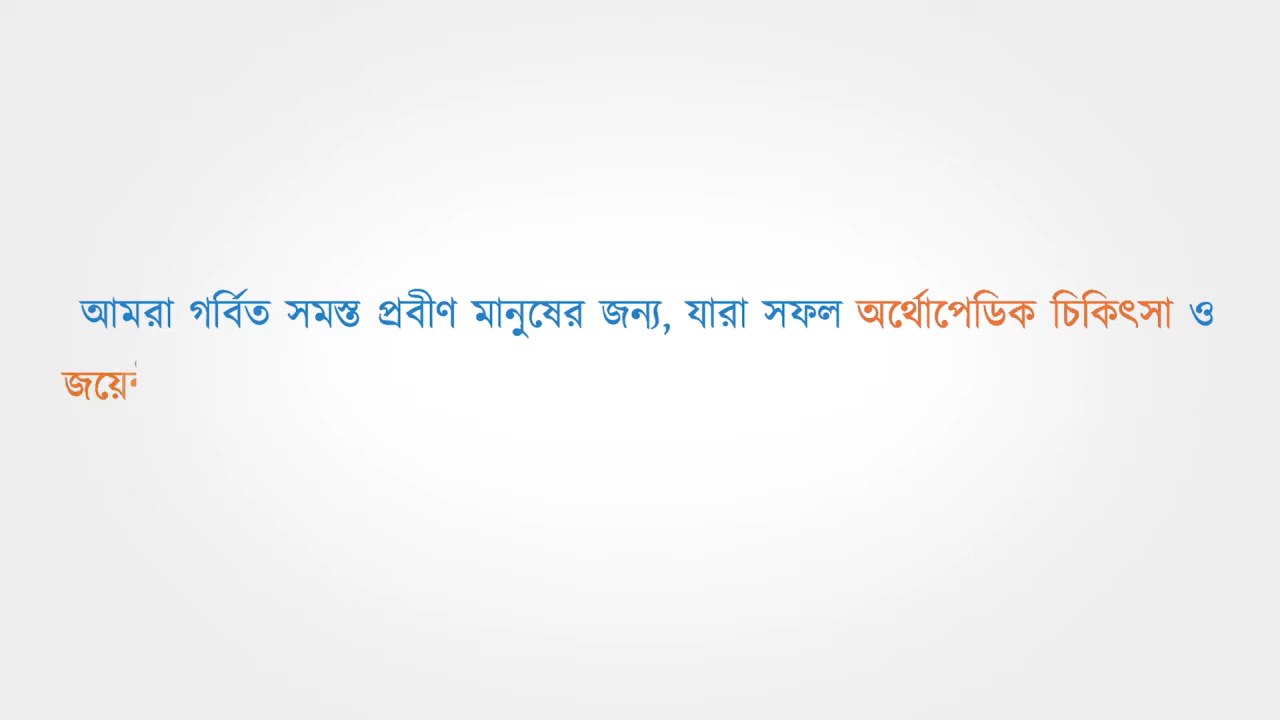 আমরা গর্বিত সমস্ত প্রবীণ মানুষের জন্য, যারা সফল অর্থোপেডিক চিকিৎসা ও